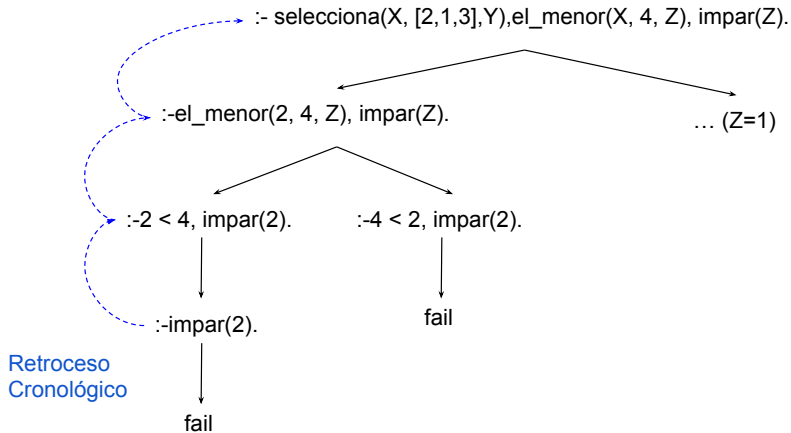 :- selecciona(X, [2,1,3],Y),el_menor(X, 4, Z), impar(Z).
:-el_menor(2, 4, Z), impar(Z).
… (Z=1)
:-2 < 4, impar(2).
:-4 < 2, impar(2).
:-impar(2).
fail
Retroceso
Cronológico
fail